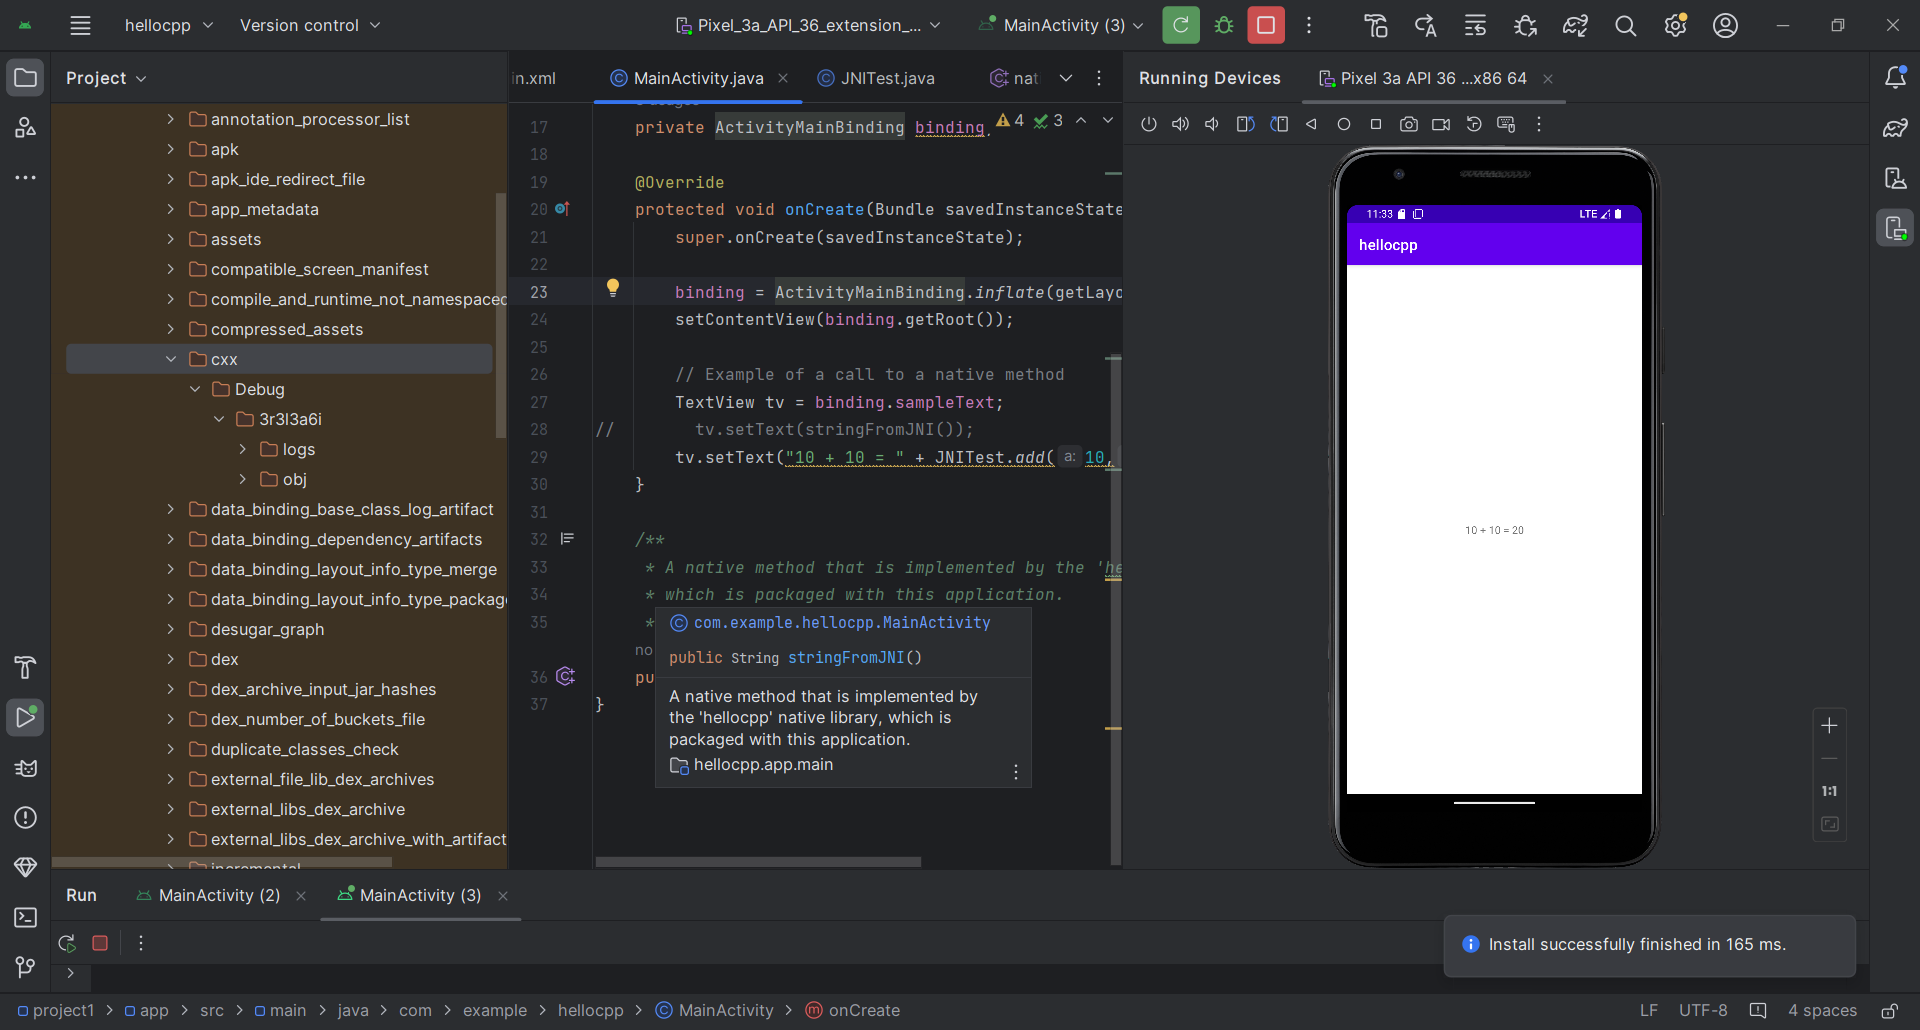 hellocpp
Version control
Pixel_3a_API_36_extension_...
MainActivity (3)
Project
annotation_processor_list
apk
apk_ide_redirect_file
app_metadata
assets
compatible_screen_manifest
compile_and_runtime_not_namespaced
compressed_assets
cxx
Debug
3r3l3a6i
logs
obj
data_binding_base_class_log_artifact
data_binding_dependency_artifacts
data_binding_layout_info_type_merge
data_binding_layout_info_type_package
desugar_graph
dex
dex_archive_input_jar_hashes
dex_number_of_buckets_file
duplicate_classes_check
external_file_lib_dex_archives
external_libs_dex_archive
external_libs_dex_archive_with_artifact
in.xml
MainActivity.java
JNITest.java
nat
4
3
17 private ActivityMainBinding binding
18
19 @Override
20 protected void onCreate(Bundle savedInstanceState
21 super.onCreate(savedInstanceState);
22
23 binding = ActivityMainBinding.inflate(getLayo
24 setContentView(binding.getRoot());
25
26 // Example of a call to a native method
27 TextView tv = binding.sampleText;
28 // tv.setText(stringFromJNI());
29 tv.setText("10 + 10 = " + JNITest.add( a: 10,
30 }
31
32 /**
33 * A native method that is implemented by the 'he
34 * which is packaged with this application.
35 *
no
36 pu
37 }
com.example.hellocpp.MainActivity
public String stringFromJNI()
A native method that is implemented by
the 'hellocpp' native library, which is
packaged with this application.
hellocpp.app.main
Running Devices
Pixel 3a API 36 ...x86 64
11:33
LTE
hellocpp
10 + 10 = 20
1:1
Run
MainActivity (2)
MainActivity (3)
Install successfully finished in 165 ms.
project1 > app > src > main > java > com > example > hellocpp > MainActivity > onCreate
LF
UTF-8
4 spaces